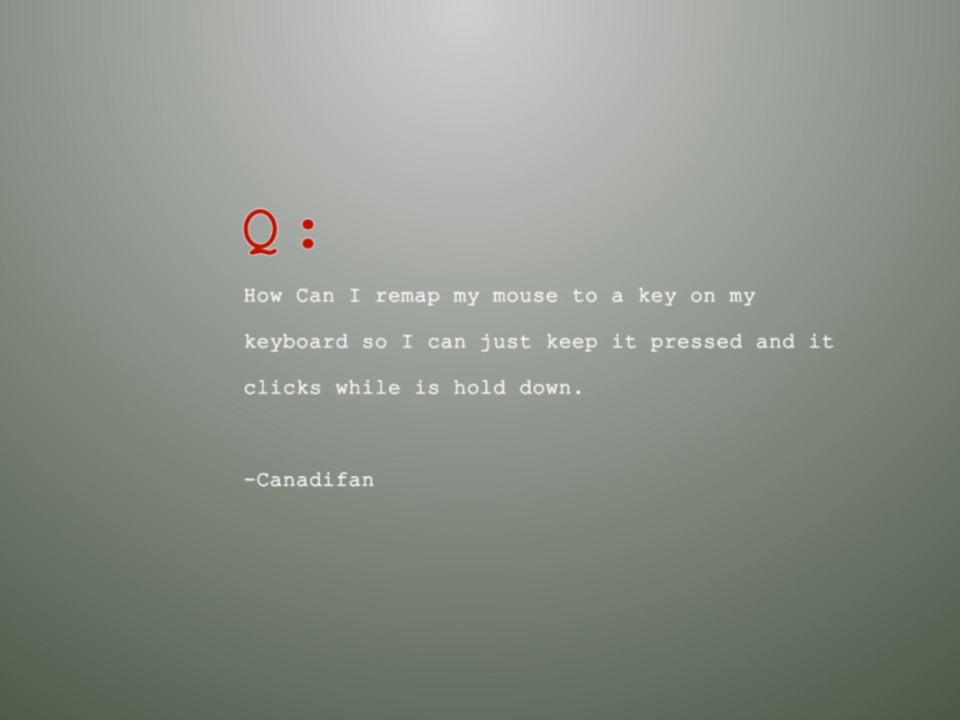 Q:
How Can I remap my mouse to a key on my
keyboard so I can just keep it pressed and it
clicks while is hold down.
-Canadifan